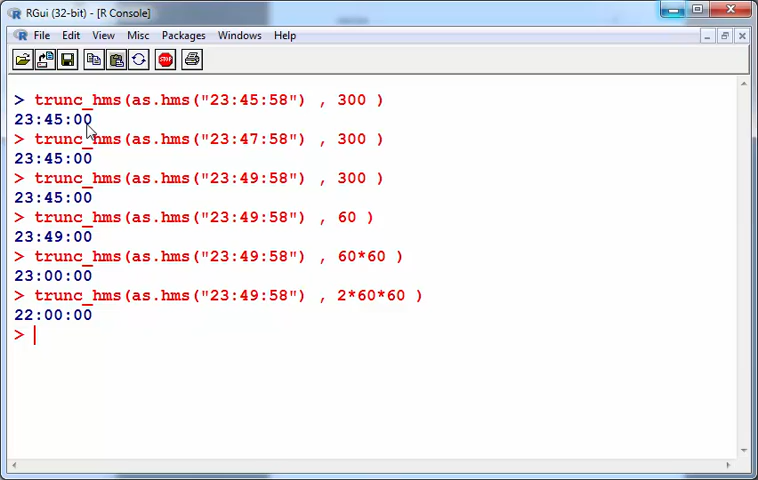 RGui (32-bit) - [R Console]
File Edit View Misc Packages Windows Help
STOP
> trunc_hms(as.hms("23:45:58") , 300 )
23:45:00
> trunc_hms(as.hms("23:47:58") , 300 )
23:45:00
> trunc_hms(as.hms("23:49:58") , 300 )
23:45:00
> trunc_hms(as.hms("23:49:58") , 60 )
23:49:00
> trunc_hms(as.hms("23:49:58") , 60*60 )
23:00:00
> trunc_hms(as.hms("23:49:58") , 2*60*60 )
22:00:00
>